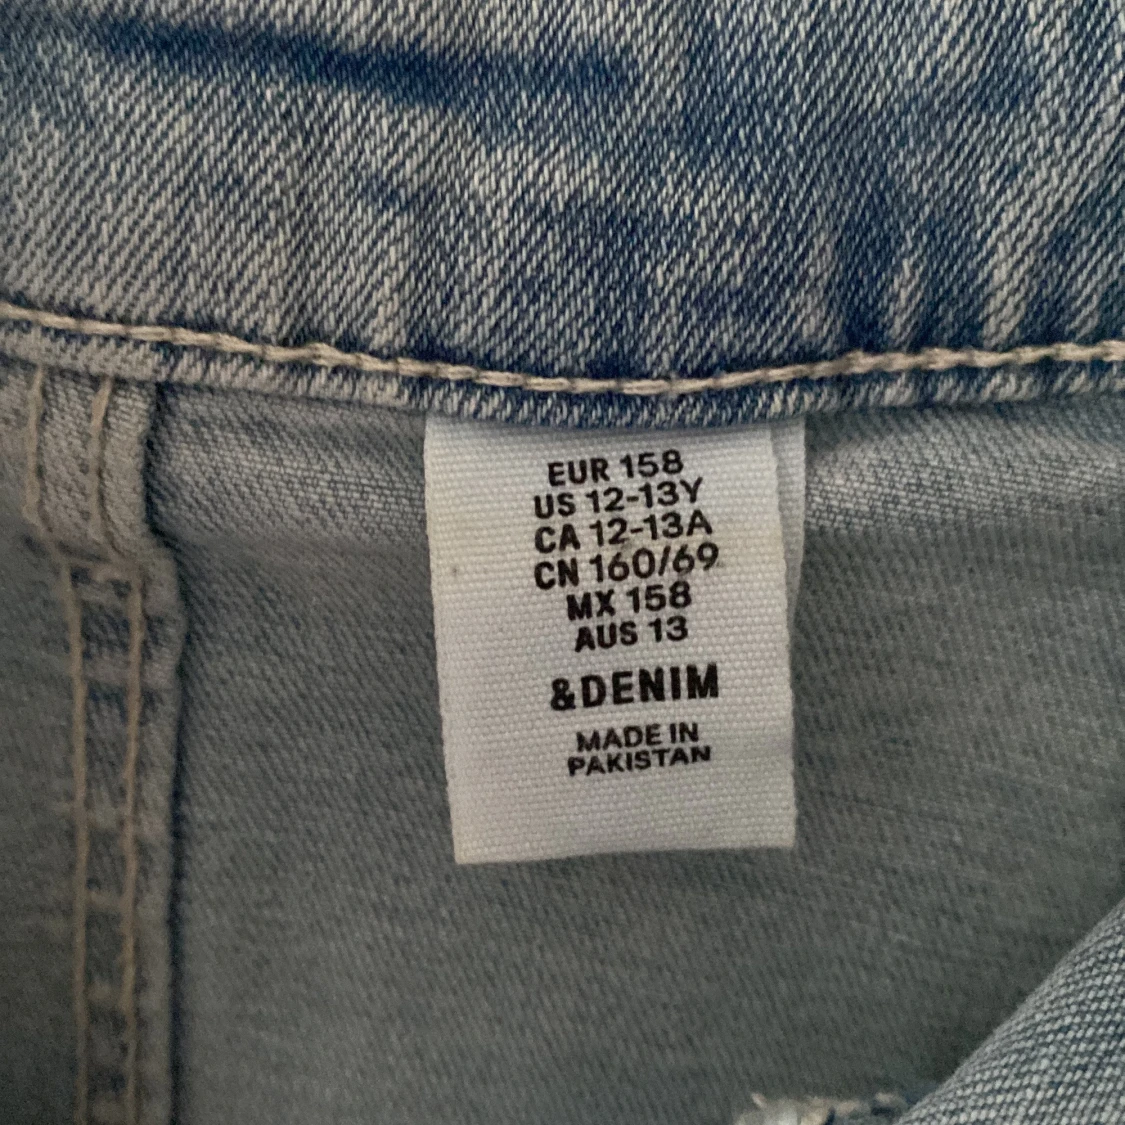 EUR 158
US 12-13Y
CA 12-13A
CN 160/69
MX 158
AUS 13
&DENIM
MADE IN
PAKISTAN